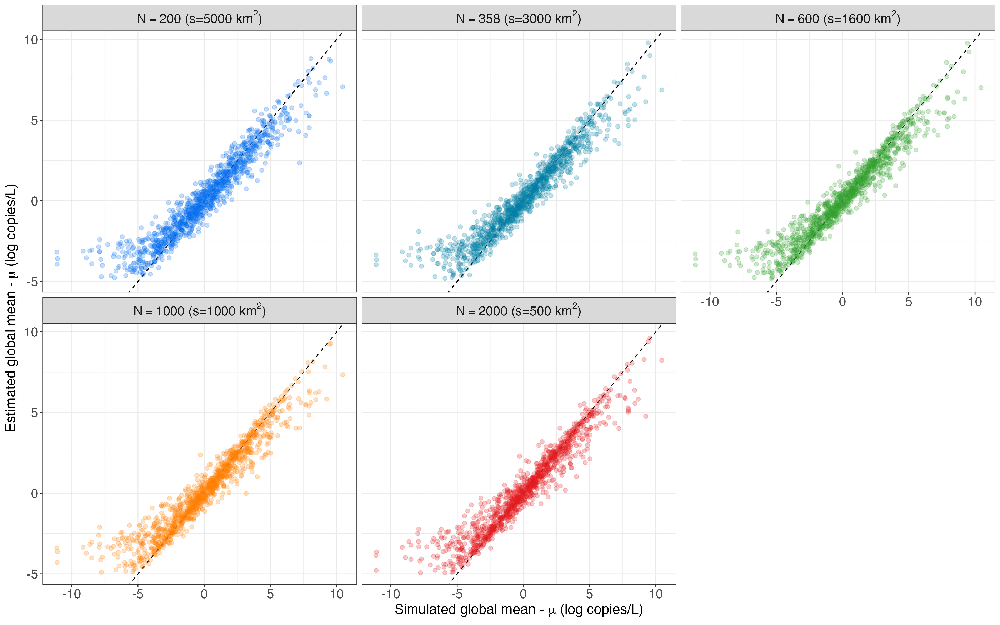 N = 200 (s=5000 km²)
N = 358 (s=3000 km²)
N = 600 (s=1600 km²)
10
5
0
-5
-10 -5 0 5 10
N = 1000 (s=1000 km²)
N = 2000 (s=500 km²)
10
5
0
-5
-10 -5 0 5 10
-10 -5 0 5 10
Estimated global mean - μ (log copies/L)
Simulated global mean - μ (log copies/L)